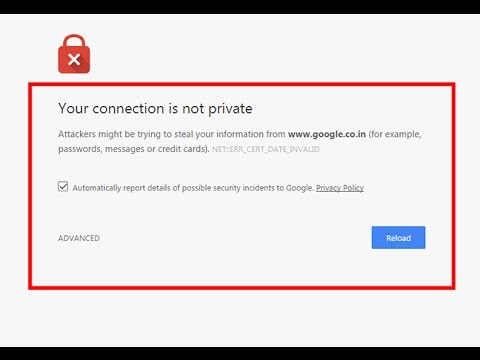 Your connection is not private
Attackers might be trying to steal your information from www.google.co.in (for example,
passwords, messages or credit cards). NET::ERR_CERT_DATE_INVALID
Automatically report details of possible security incidents to Google. Privacy Policy
ADVANCED
Reload